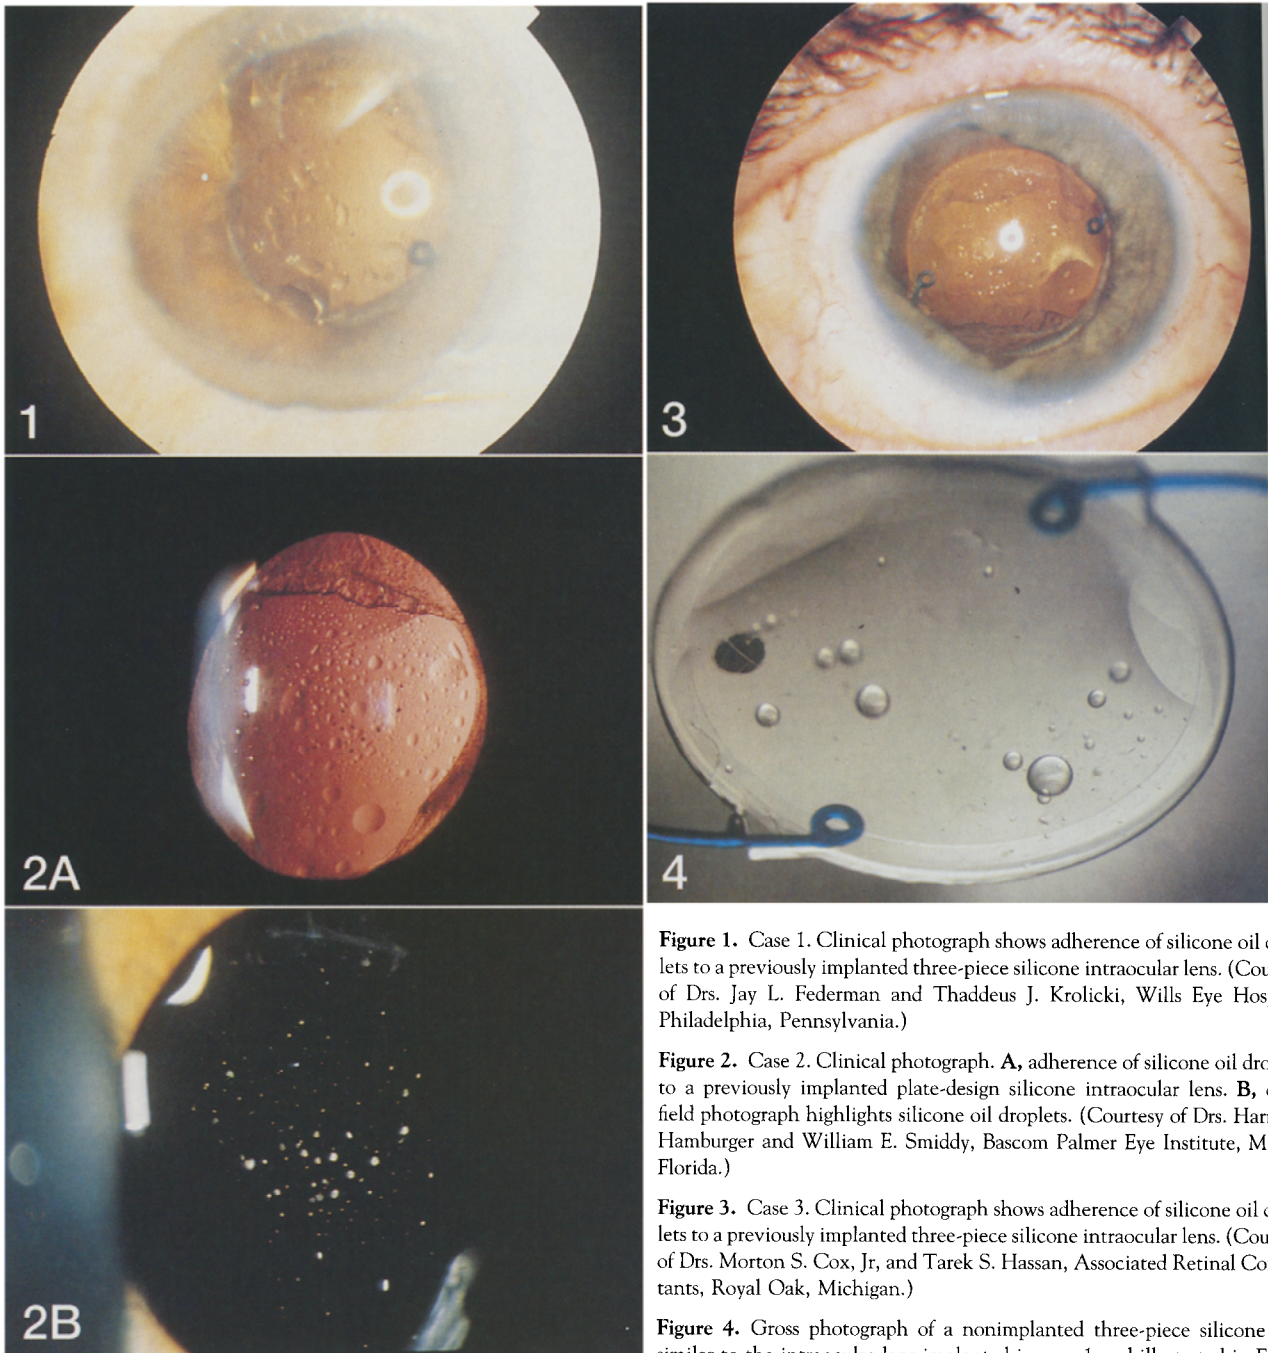 1
3
2A
4
2B
Figure 1. Case 1. Clinical photograph shows adherence of silicone oil
lets to a previously implanted three-piece silicone intraocular lens. (Cou
of Drs. Jay L. Federman and Thaddeus J. Krolicki, Wills Eye Hos
Philadelphia, Pennsylvania.)
Figure 2. Case 2. Clinical photograph. A, adherence of silicone oil dro
to a previously implanted plate-design silicone intraocular lens. B,
field photograph highlights silicone oil droplets. (Courtesy of Drs. Har
Hamburger and William E. Smiddy, Bascom Palmer Eye Institute, M
Florida.)
Figure 3. Case 3. Clinical photograph shows adherence of silicone oil
lets to a previously implanted three-piece silicone intraocular lens. (Cou
of Drs. Morton S. Cox, Jr, and Tarek S. Hassan, Associated Retinal Co
tants, Royal Oak, Michigan.)
Figure 4. Gross photograph of a nonimplanted three-piece silicone